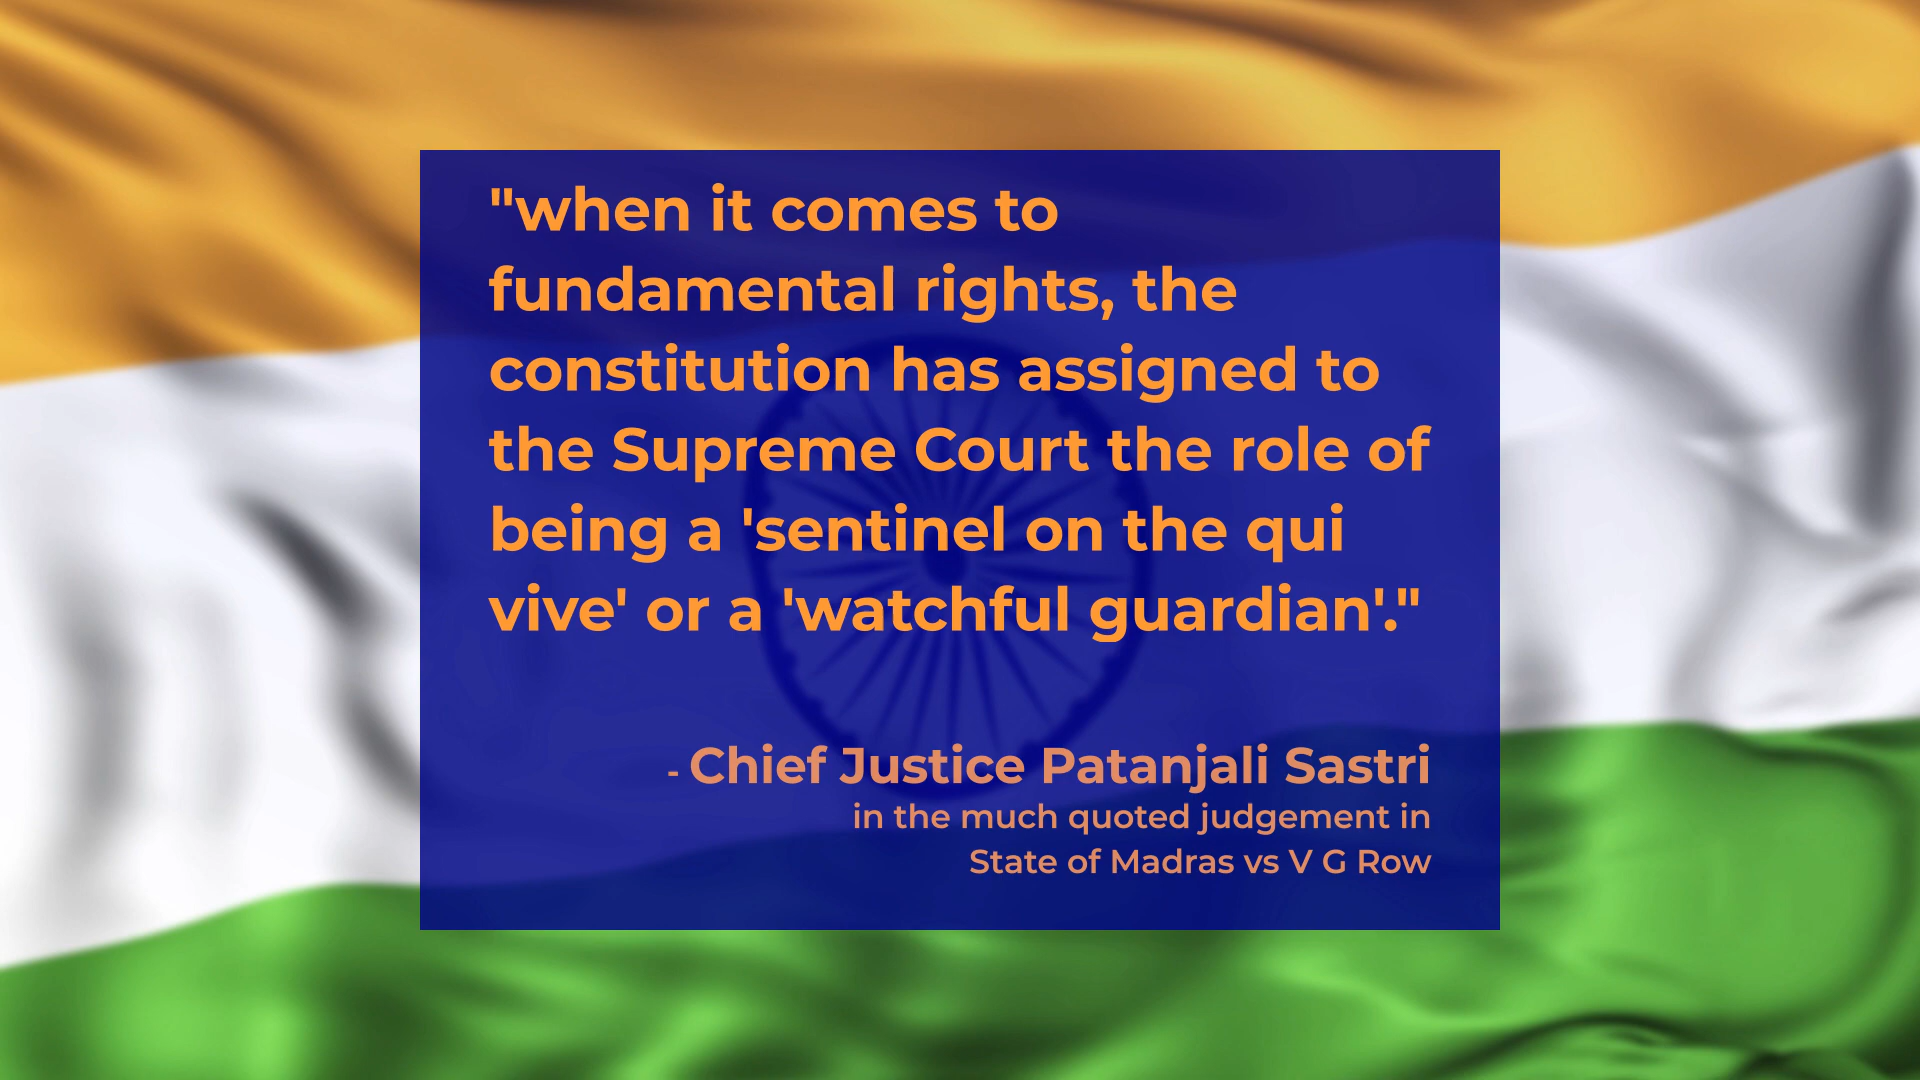 "when it comes to
fundamental rights, the
constitution has assigned to
the Supreme Court the role of
being a 'sentinel on the qui
vive' or a 'watchful guardian'."
- Chief Justice Patanjali Sastri
in the much quoted judgement in
State of Madras vs V G Row